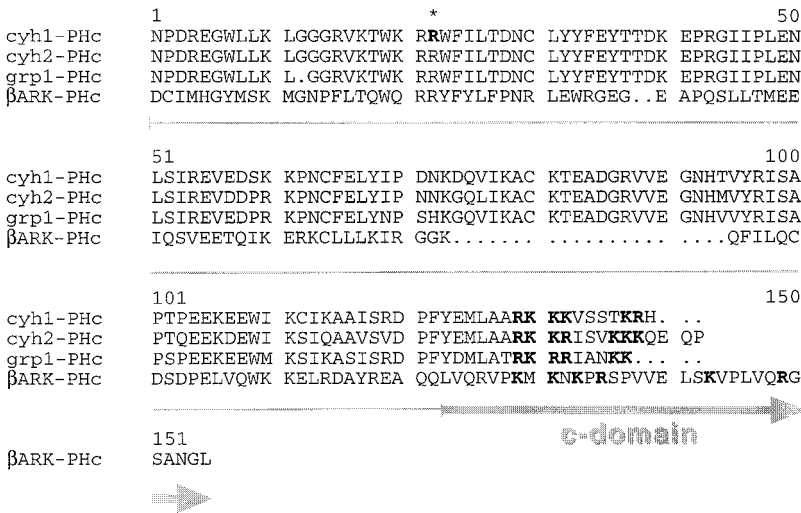 1 * 50
cyh1-PHc NPDREGWLLK LGGGRVKTWK RRWFILTDNC LYYFEYTTDK EPRGIIPLEN
cyh2-PHc NPDREGWLLK LGGGRVKTWK RRWFILTDNC LYYFEYTTDK EPRGIIPLEN
grp1-PHc NPDREGWLLK L.GGRVKTWK RRWFILTDNC LYYFEYTTDK EPRGIIPLEN
βARK-PHc DCIMHGYMSK MGNPFLTQWQ RRYFYLFPNR LEWRGEG..E APQSLLTMEE
51 100
cyh1-PHc LSIREVEDSK KPNCFELYIP DNKDQVIKAC KTEADGRVVE GNHTVYRISA
cyh2-PHc LSIREVDDPR KPNCFELYIP NNKGQLIKAC KTEADGRVVE GNHMVYRISA
grp1-PHc LSIREVEDPR KPNCFELYNP SHKGQVIKAC KTEADGRVVE GNHVVYRISA
βARK-PHc IQSVEETQIK ERKCLLLKIR GGK....... .......... ....QFILQC
101 150
cyh1-PHc PTPEEKEEWI KCIKAAISRD PFYEMLAARK KKVSSTKRH. ..
cyh2-PHc PTQEEKDEWI KSIQAAVSVD PFYEMLAARK KRISVKKKQE QP
grp1-PHc PSPEEKEEWM KSIKASISRD PFYDMLATRK RRIANKK... ..
βARK-PHc DSDPELVQWK KELRDAYREA QQLVQRVPKM KNKPRSPVVE LSKVPLVQRG
c-domain
151
βARK-PHc SANGL